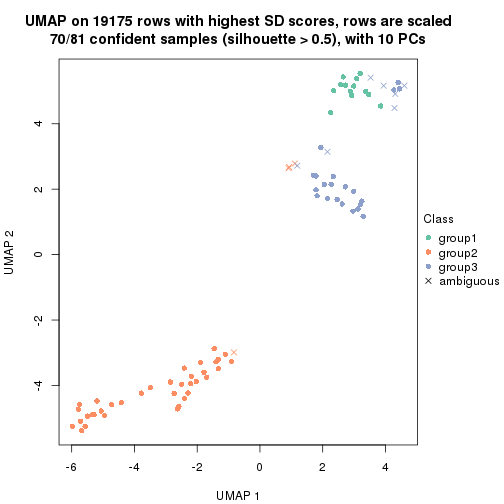 UMAP on 19175 rows with highest SD scores, rows are scaled
70/81 confident samples (silhouette > 0.5), with 10 PCs
UMAP 2
4
2
0
-2
-4
-6
-4
-2
0
2
4
UMAP 1
Class
group1
group2
group3
ambiguous